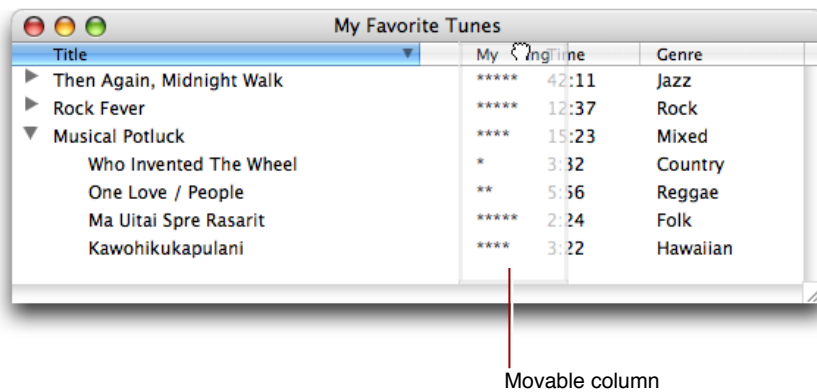 My Favorite Tunes
Title My ing Time Genre
Then Again, Midnight Walk ***** 42:11 Jazz
Rock Fever ***** 12:37 Rock
Musical Potluck **** 15:23 Mixed
Who Invented The Wheel * 3:32 Country
One Love / People ** 5:56 Reggae
Ma Uitai Spre Rasarit ***** 2:24 Folk
Kawohikukapulani **** 3:22 Hawaiian
Movable column